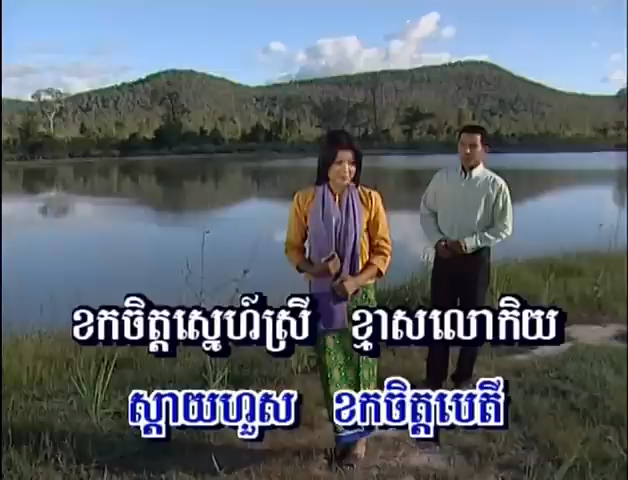 ខកចិត្តស្នេហ៍ស្រី ខ្មាសលោកិយ
ស្ដាយហួស ខកចិត្តបេតី